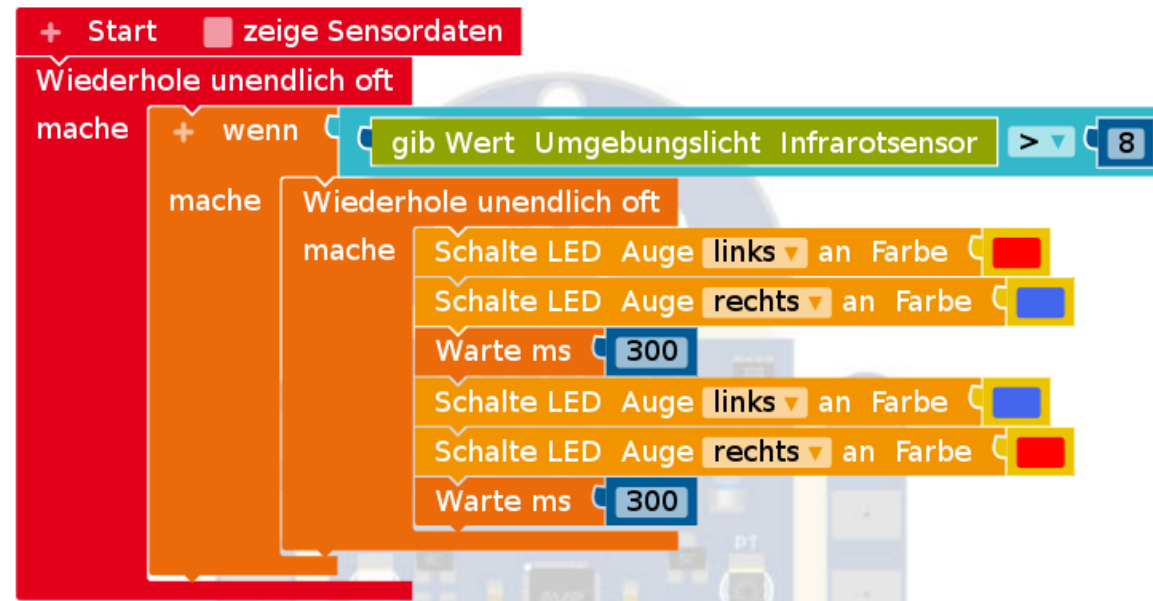 + Start zeige Sensordaten
Wiederhole unendlich oft
mache + wenn gib Wert Umgebungslicht Infrarotsensor > 8
mache Wiederhole unendlich oft
mache Schalte LED Auge links an Farbe
Schalte LED Auge rechts an Farbe
Warte ms 300
Schalte LED Auge links an Farbe
Schalte LED Auge rechts an Farbe
Warte ms 300